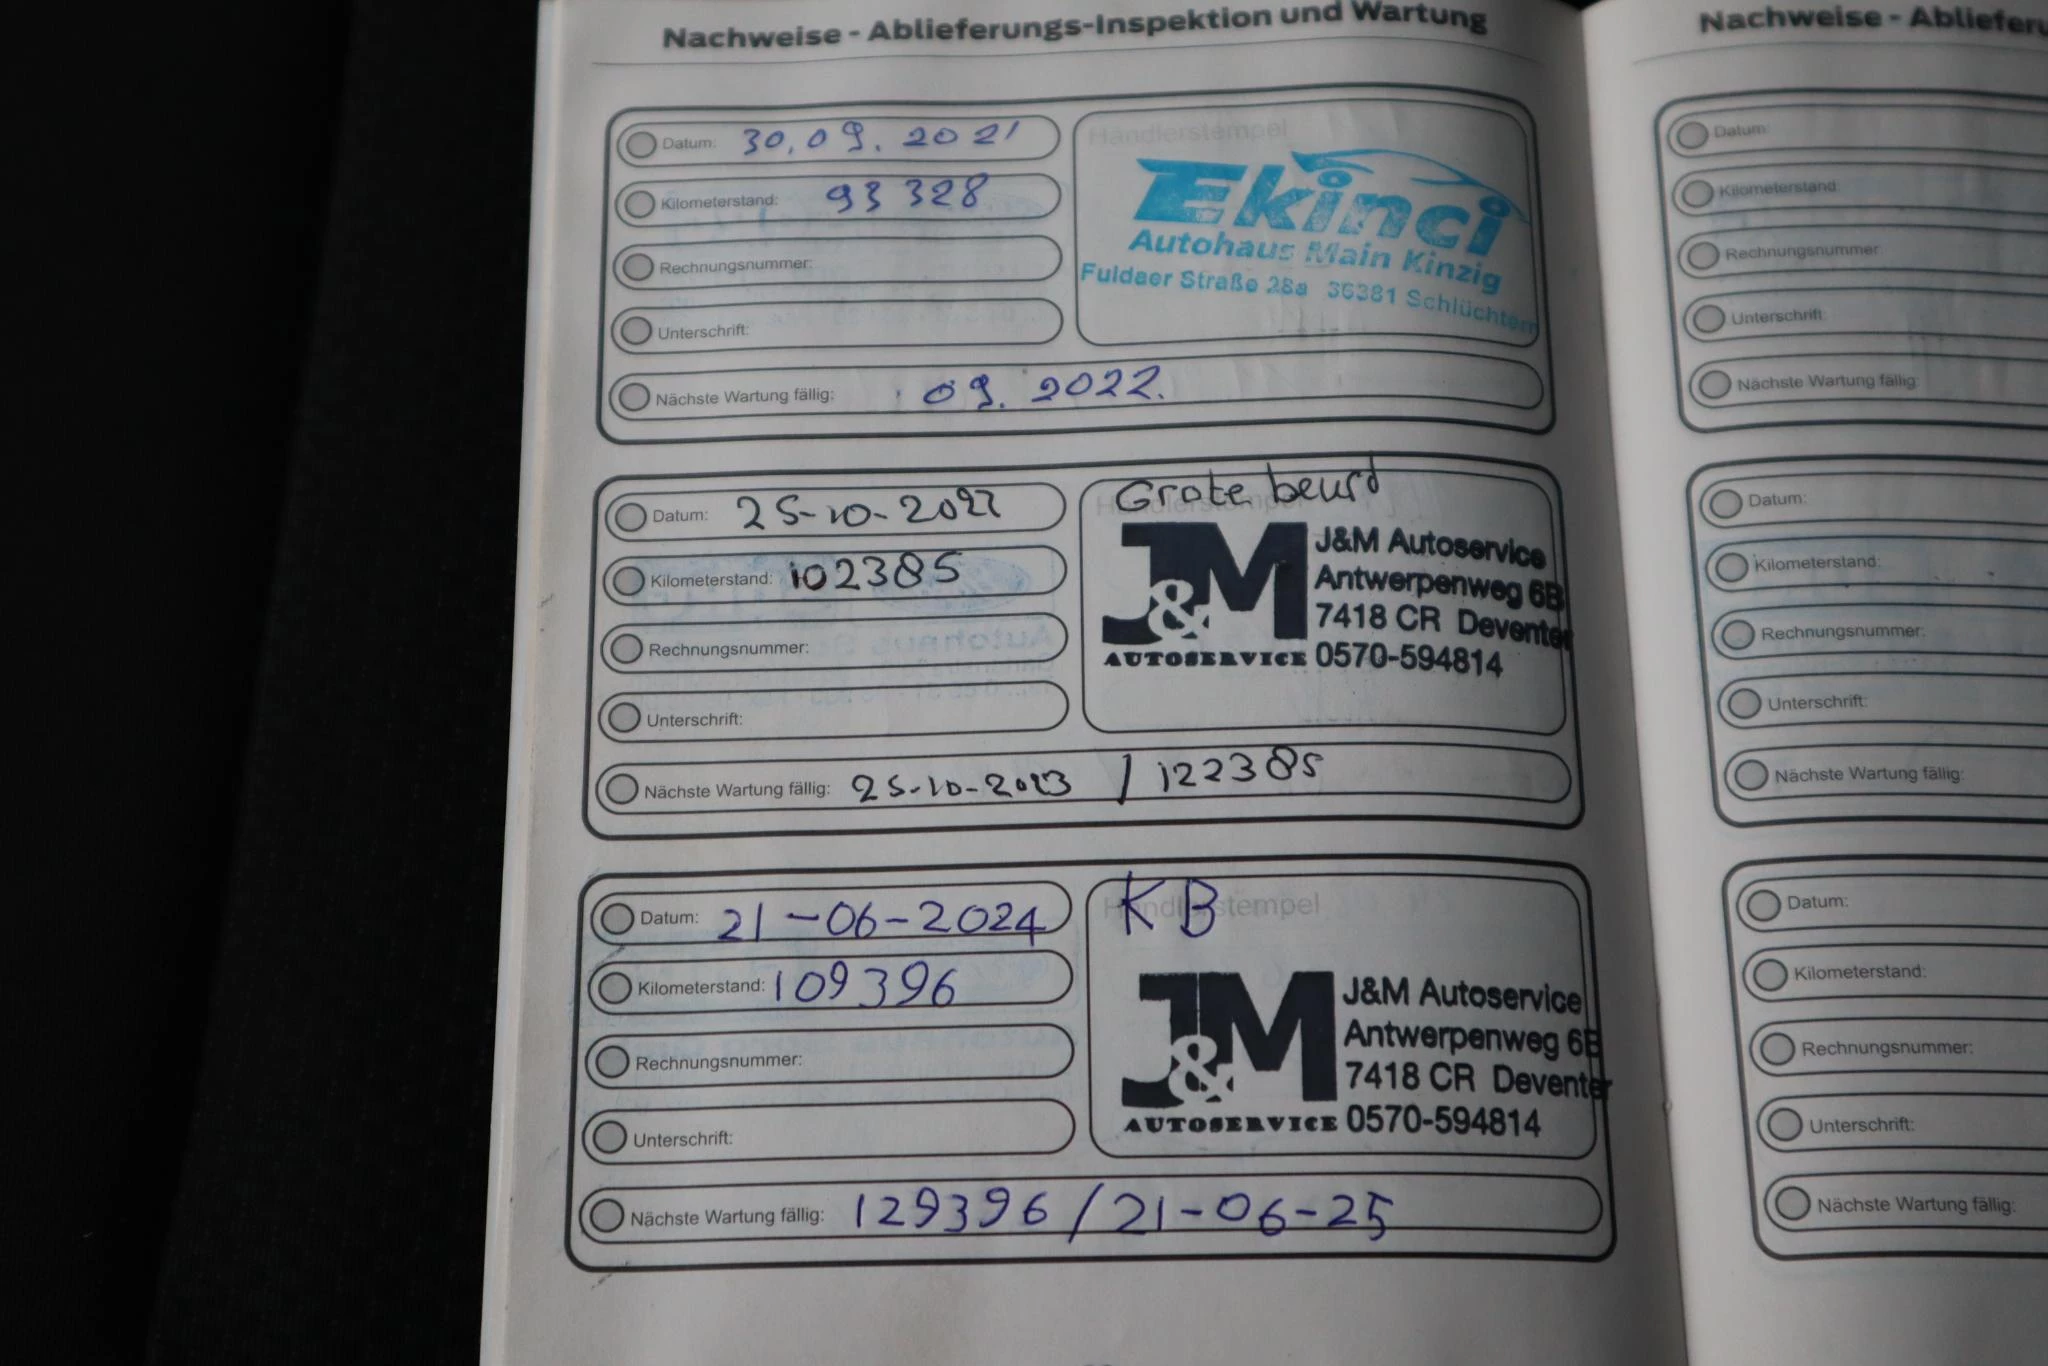 Nachweise - Ablieferungs-Inspektion und Wartung
Datum: 30.09.2021
Kilometerstand: 93 328
Rechnungsnummer:
Unterschrift:
Händlerstempel
Ekinci
Autohaus Main Kinzig
Fuldaer Straße 28a 36381 Schlüchtern
Nächste Wartung fällig: 09.2022.
Datum: 25-10-2022
Kilometerstand: 102385
Rechnungsnummer:
Unterschrift:
Grote beurt
Händlerstempel
J&M
AUTOSERVICE
J&M Autoservice
Antwerpenweg 6B
7418 CR Deventer
0570-594814
Nächste Wartung fällig: 25-10-2023 / 122385
Datum: 21-06-2024
Kilometerstand: 109396
Rechnungsnummer:
Unterschrift:
KB
Händlerstempel
J&M
AUTOSERVICE
J&M Autoservice
Antwerpenweg 6B
7418 CR Deventer
0570-594814
Nächste Wartung fällig: 129396 / 21-06-25
Nachweise - Ablieferu
Datum:
Kilometerstand:
Rechnungsnummer:
Unterschrift:
Nächste Wartung fällig:
Datum:
Kilometerstand:
Rechnungsnummer:
Unterschrift:
Nächste Wartung fällig:
Datum:
Kilometerstand:
Rechnungsnummer:
Unterschrift:
Nächste Wartung fällig: